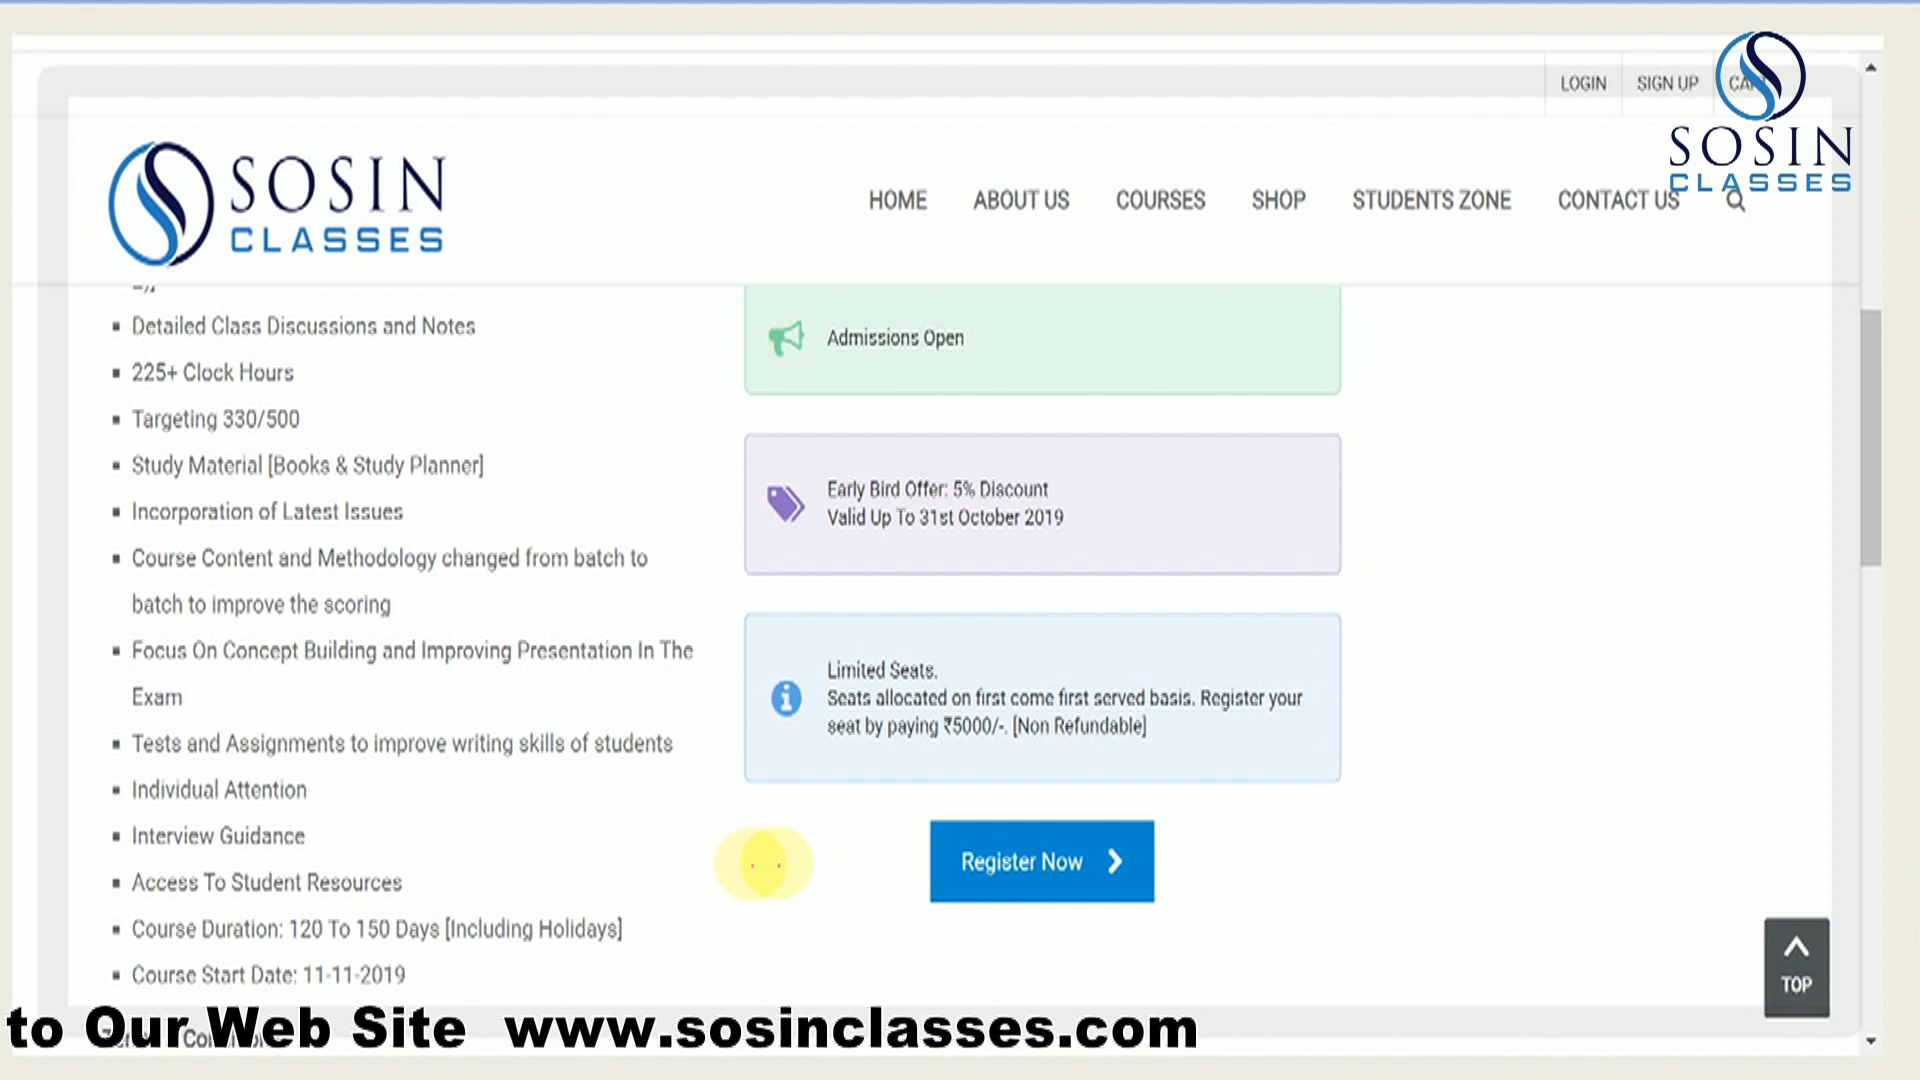 LOGIN
SIGN UP
SOSIN
CLASSES
SOSIN
CLASSES
HOME
ABOUT US
COURSES
SHOP
STUDENTS ZONE
CONTACT US
Detailed Class Discussions and Notes
225+ Clock Hours
Targeting 330/500
Study Material [Books & Study Planner]
Incorporation of Latest Issues
Course Content and Methodology changed from batch to
batch to improve the scoring
Focus On Concept Building and Improving Presentation In The
Exam
Tests and Assignments to improve writing skills of students
Individual Attention
Interview Guidance
Access To Student Resources
Course Duration: 120 To 150 Days [Including Holidays]
Course Start Date: 11-11-2019
Admissions Open
Early Bird Offer: 5% Discount
Valid Up To 31st October 2019
Limited Seats.
Seats allocated on first come first served basis. Register your
seat by paying ₹5000/-. [Non Refundable]
Register Now
TOP
to Our Web Site www.sosinclasses.com